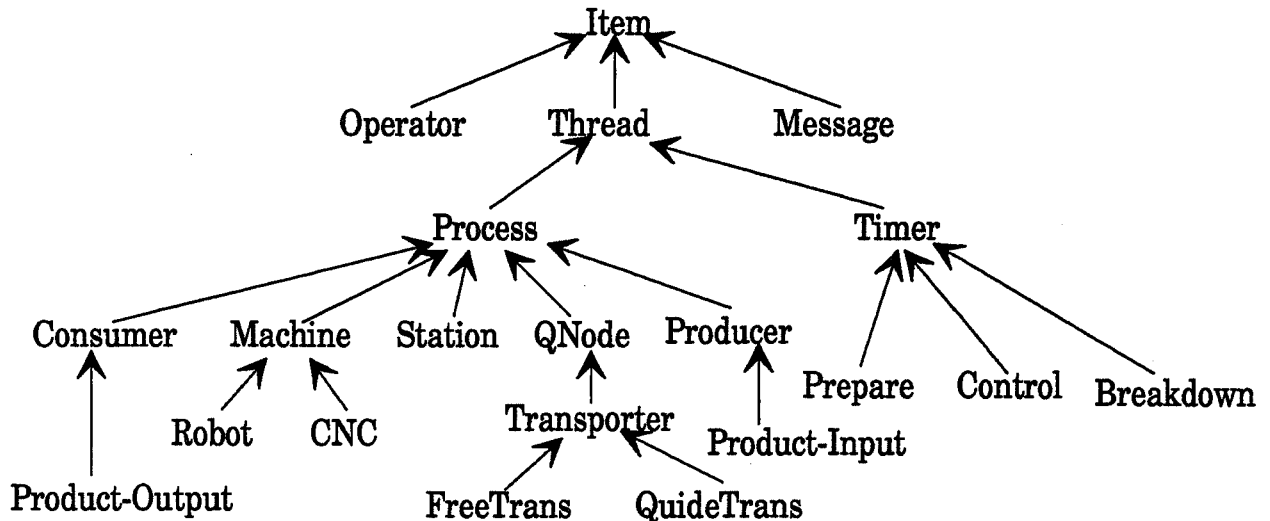 Item
Operator Thread Message
Process Timer
Consumer Machine Station QNode Producer
Prepare Control Breakdown
Robot CNC Transporter Product-Input
Product-Output FreeTrans QuideTrans